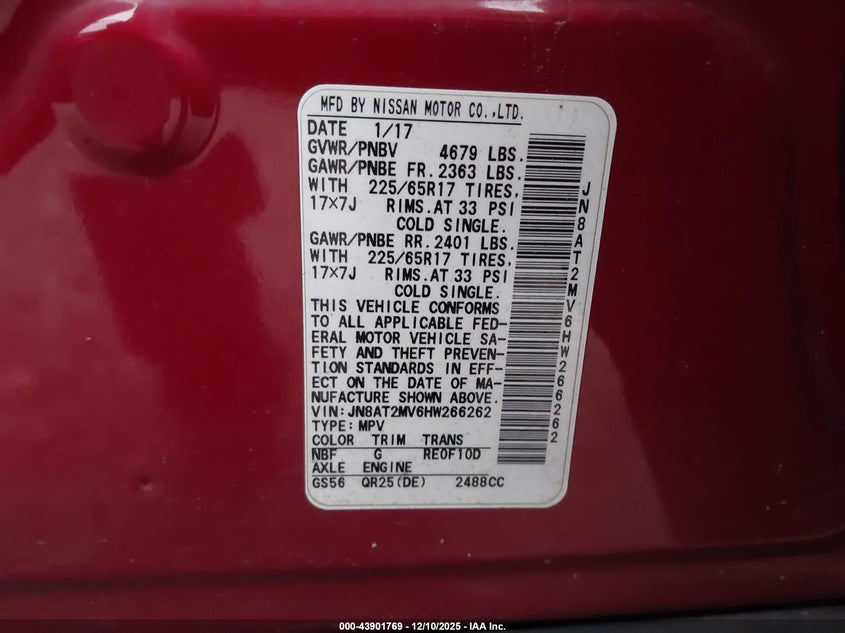 MFD BY NISSAN MOTOR CO.,LTD.
DATE 1/17
GVWR/PNBV 4679 LBS.
GAWR/PNBE FR. 2363 LBS.
WITH 225/65R17 TIRES,
17×7J RIMS.AT 33 PSI
COLD SINGLE.
GAWR/PNBE RR. 2401 LBS.
WITH 225/65R17 TIRES,
17×7J RIMS.AT 33 PSI
COLD SINGLE.
THIS VEHICLE CONFORMS
TO ALL APPLICABLE FED-
ERAL MOTOR VEHICLE SA-
FETY AND THEFT PREVEN-
TION STANDARDS IN EFF-
ECT ON THE DATE OF MA-
NUFACTURE SHOWN ABOVE.
VIN:JN8AT2MV6HW266262
TYPE:MPV
COLOR TRIM TRANS
NBF G RE0F10D
AXLE ENGINE
GS56 QR25(DE) 2488CC
JN8AT2MV6HW266262
000-43901769 - 12/10/2025 - IAA Inc.